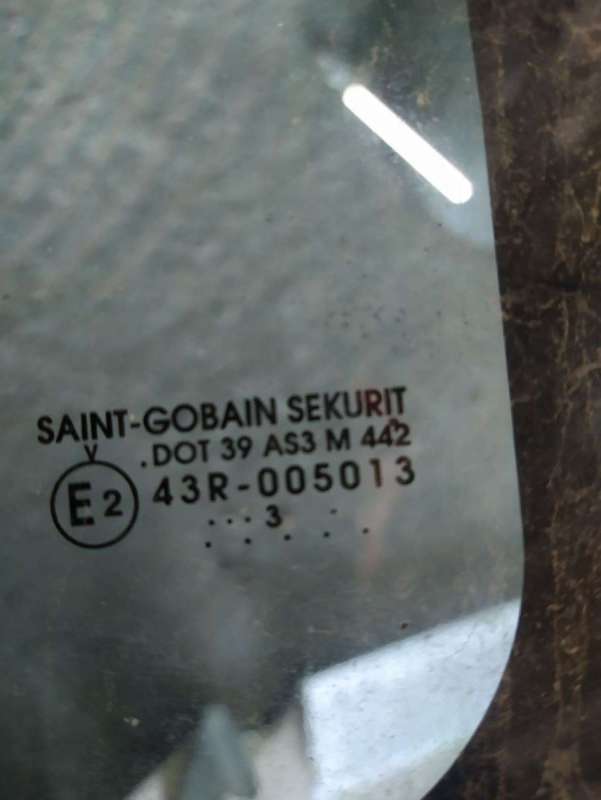 SAINT-GOBAIN SEKURIT
V .DOT 39 AS3 M 442
E2 43R-005013
...3 .
. . . . .